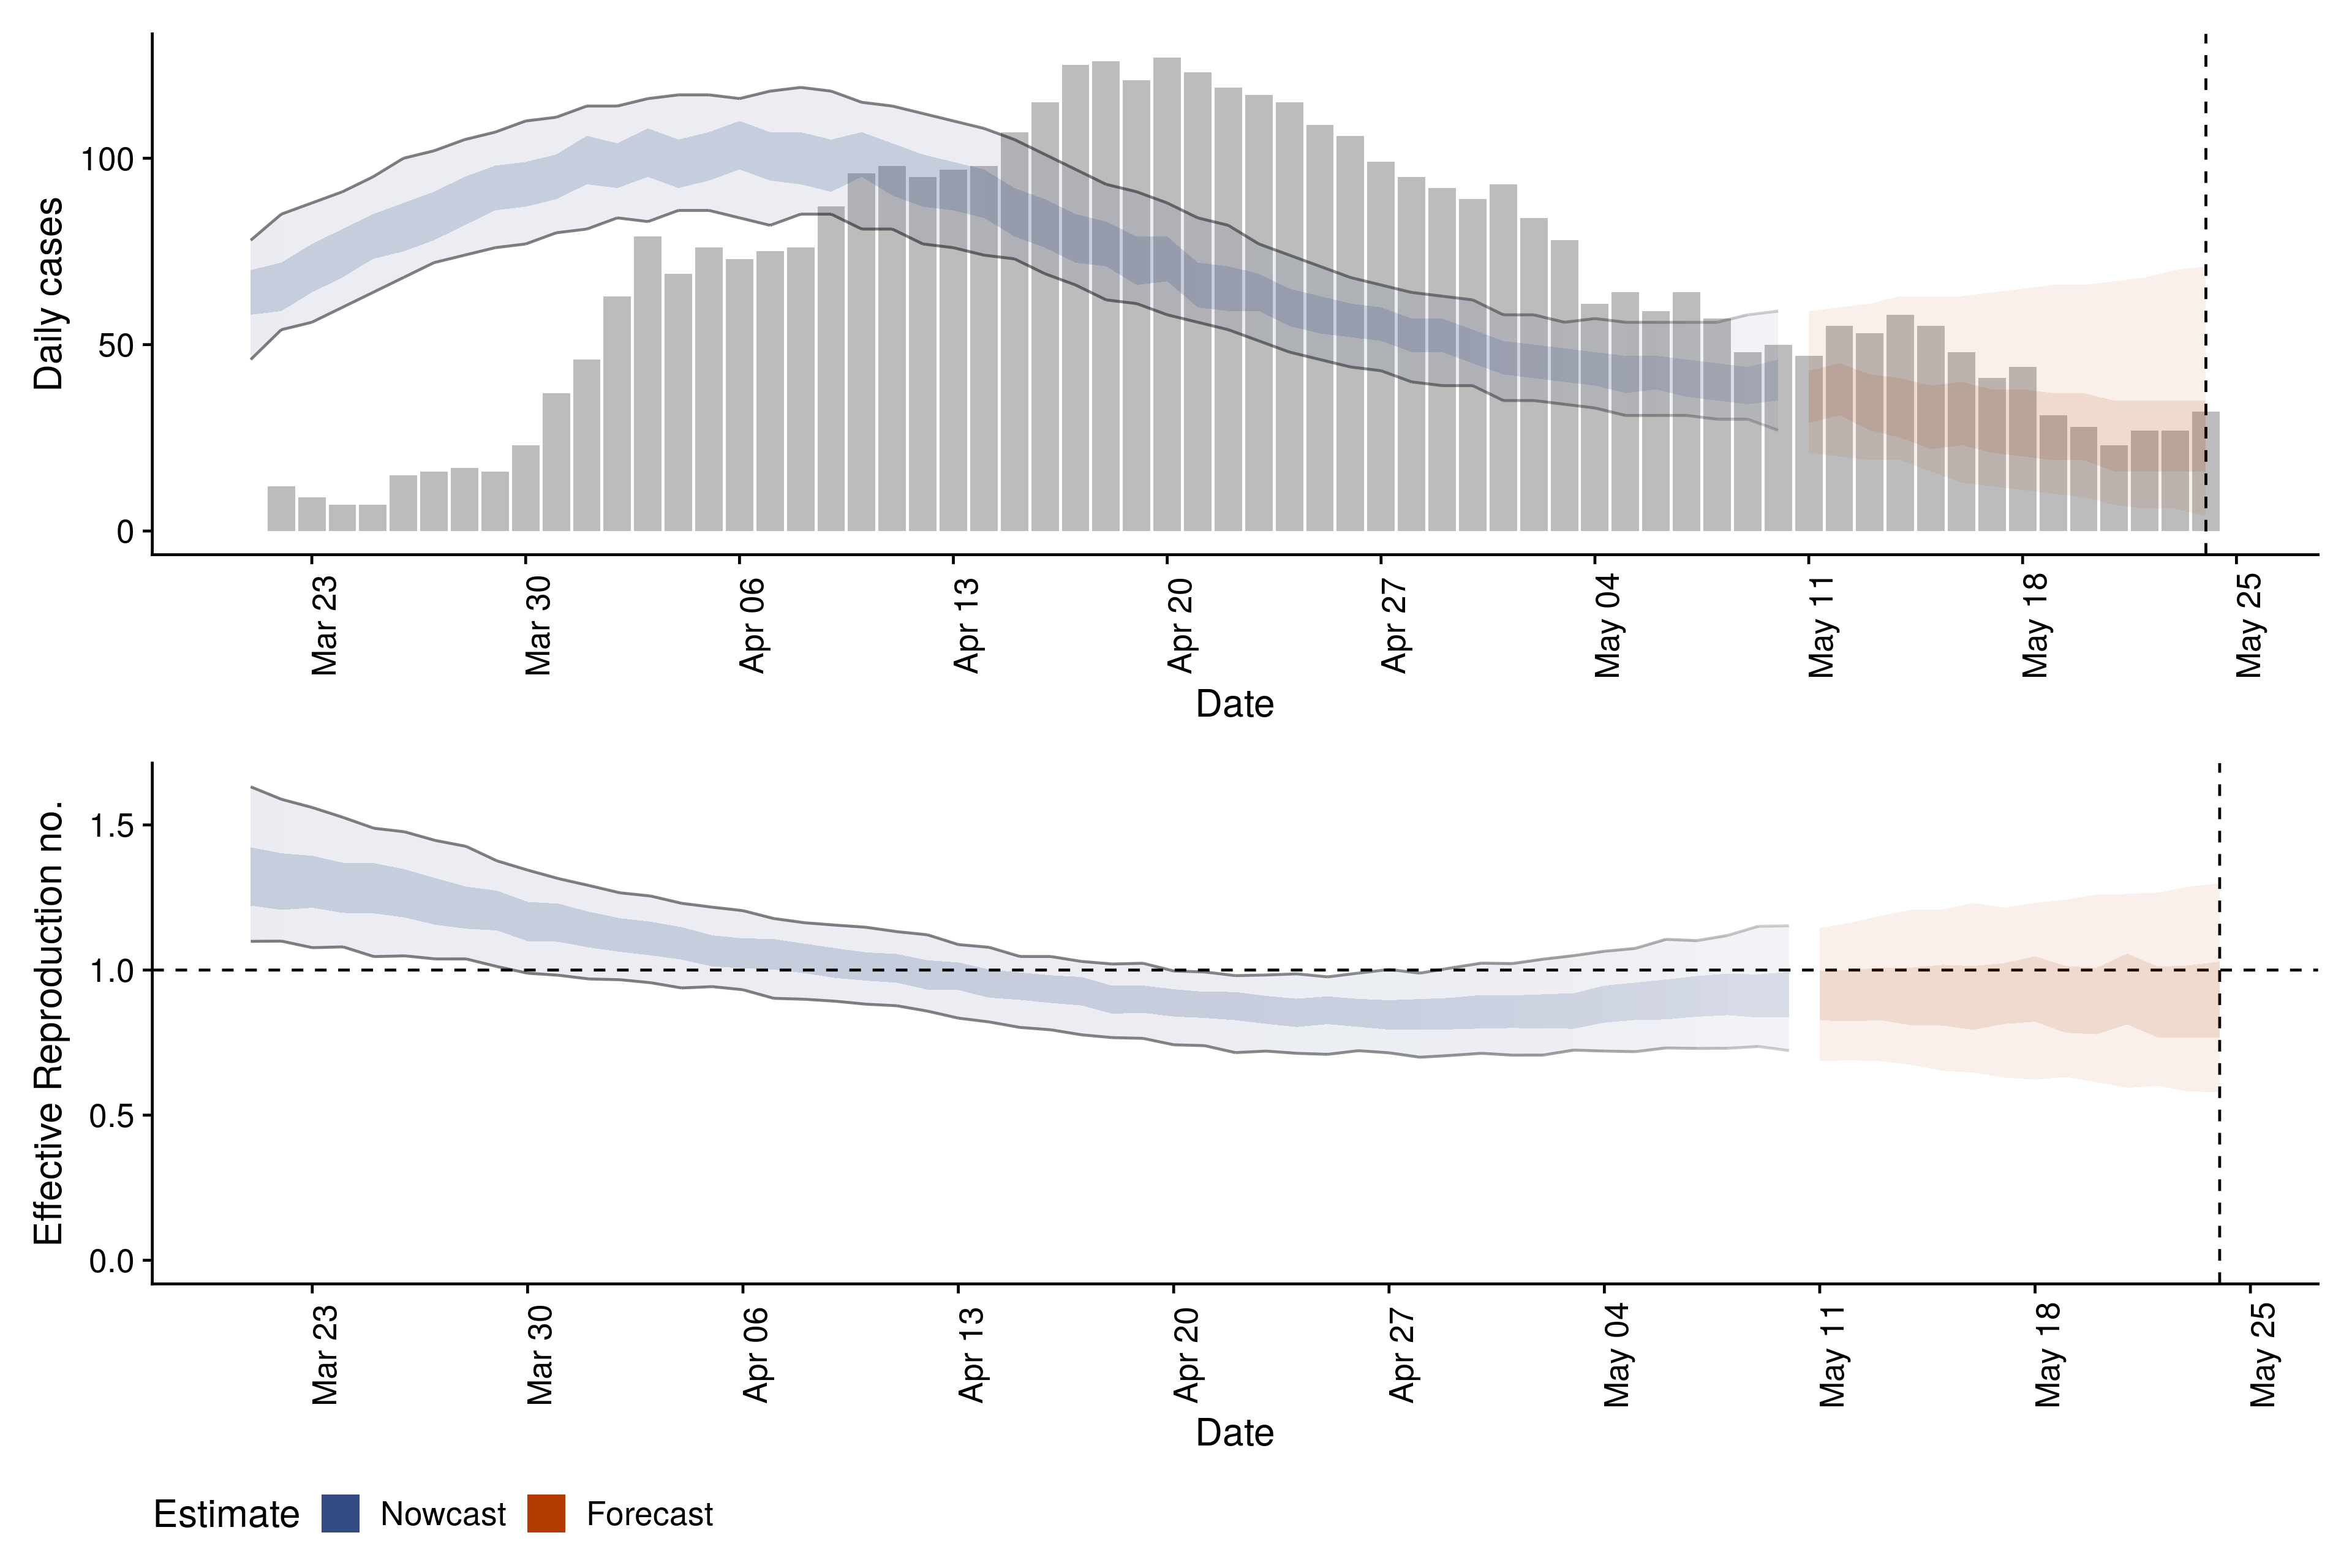 Daily cases
100
50
0
Mar 23
Mar 30
Apr 06
Apr 13
Apr 20
Apr 27
May 04
May 11
May 18
May 25
Date
Effective Reproduction no.
1.5
1.0
0.5
0.0
Mar 23
Mar 30
Apr 06
Apr 13
Apr 20
Apr 27
May 04
May 11
May 18
May 25
Date
Estimate Nowcast Forecast